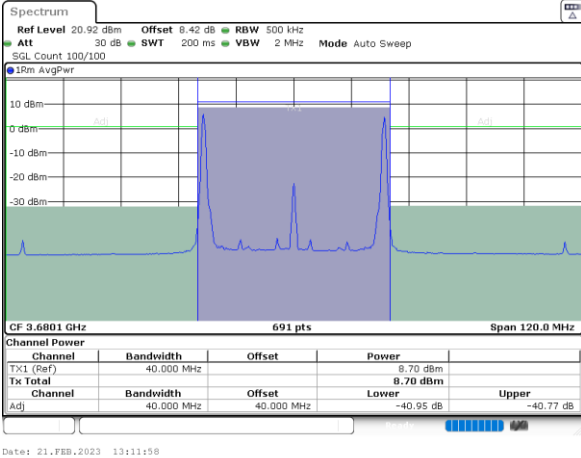 Spectrum
Ref Level 20.92 dBm Offset 8.42 dB RBW 500 kHz
Att 30 dB SWT 200 ms VBW 2 MHz Mode Auto Sweep
SGL Count 100/100
1Rm AvgPwr
10 dBm
Adj Adj
0 dBm
-10 dBm
-20 dBm
-30 dBm
CF 3.6801 GHz 691 pts Span 120.0 MHz
Channel Power
Channel Bandwidth Offset Power
TX1 (Ref) 40.000 MHz 8.70 dBm
Tx Total 8.70 dBm
Channel Bandwidth Offset Lower Upper
Adj 40.000 MHz 40.000 MHz -40.95 dB -40.77 dB
Ready
Date: 21.FEB.2023 13:11:58